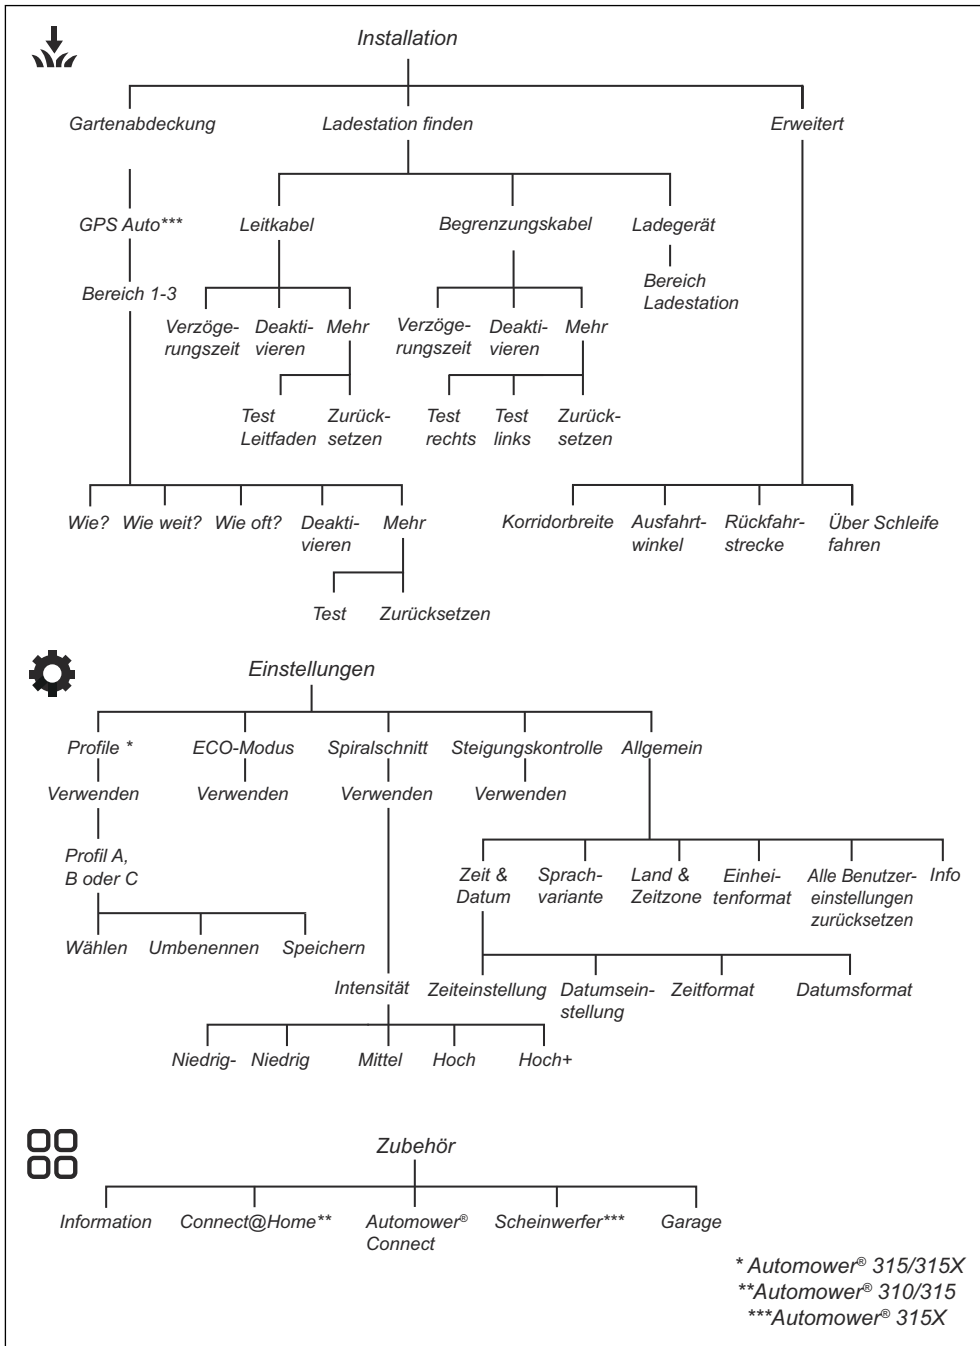 Installation
Gartenabdeckung
Ladestation finden
Erweitert
GPS Auto***
Leitkabel
Begrenzungskabel
Ladegerät
Bereich 1-3
Bereich
Ladestation
Verzöge-
rungszeit
Deakti-
vieren
Mehr
Verzöge-
rungszeit
Deakti-
vieren
Mehr
Test
Leitfaden
Zurück-
setzen
Test
rechts
Test
links
Zurück-
setzen
Wie?
Wie weit?
Wie oft?
Deakti-
vieren
Mehr
Korridorbreite
Ausfahrt-
winkel
Rückfahr-
strecke
Über Schleife
fahren
Test
Zurücksetzen
Einstellungen
Profile *
ECO-Modus
Spiralschnitt
Steigungskontrolle
Allgemein
Verwenden
Verwenden
Verwenden
Verwenden
Profil A,
B oder C
Zeit &
Datum
Sprach-
variante
Land &
Zeitzone
Einhei-
tenformat
Alle Benutzer-
einstellungen
zurücksetzen
Info
Wählen
Umbenennen
Speichern
Intensität
Zeiteinstellung
Datumsein-
stellung
Zeitformat
Datumsformat
Niedrig-
Niedrig
Mittel
Hoch
Hoch+
Zubehör
Information
Connect@Home**
Automower®
Connect
Scheinwerfer***
Garage
* Automower® 315/315X
**Automower® 310/315
***Automower® 315X